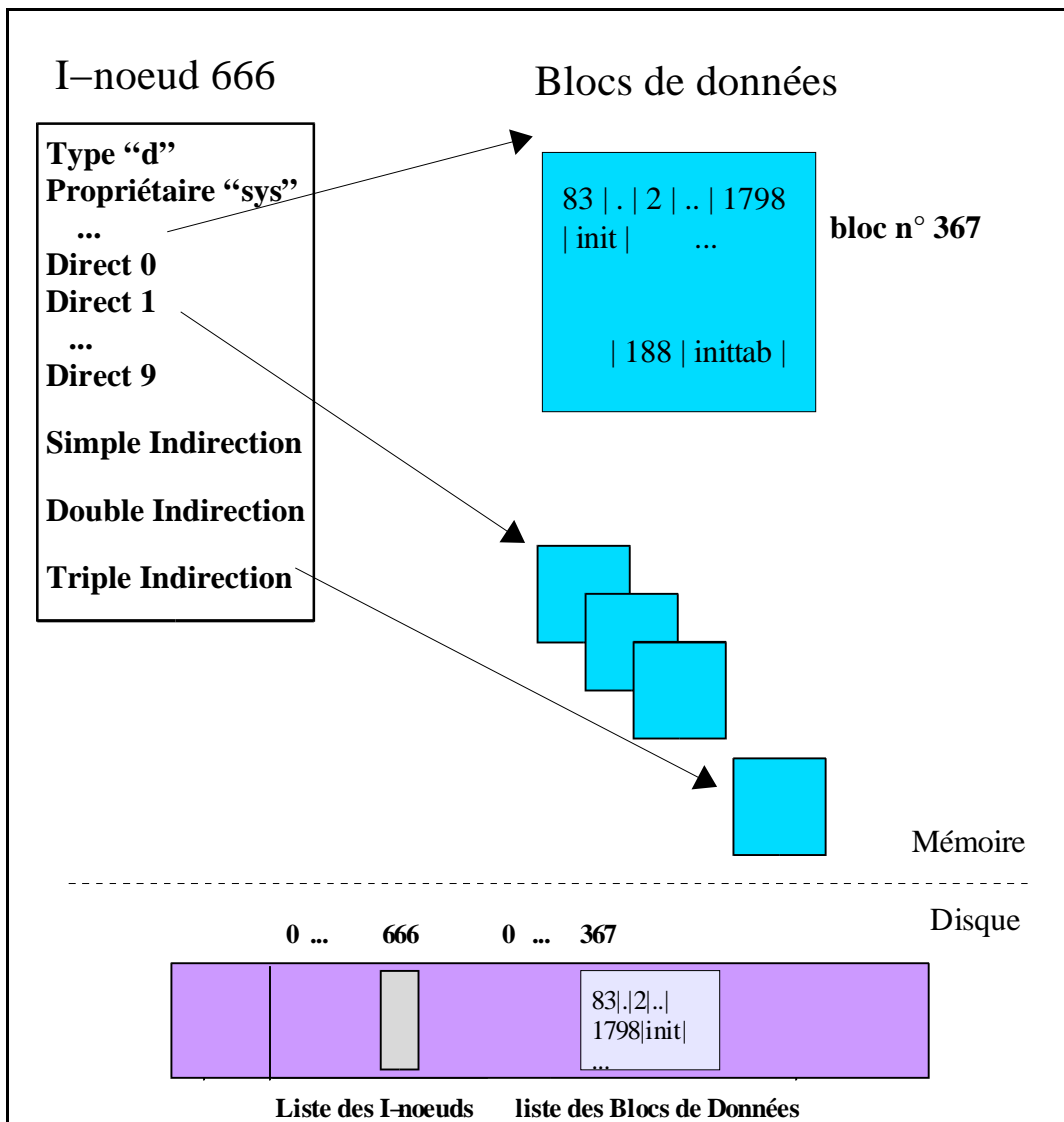 I–noeud 666
Blocs de données
Type “d”
Propriétaire “sys”
...
Direct 0
Direct 1
...
Direct 9
Simple Indirection
Double Indirection
Triple Indirection
83 | . | 2 | .. | 1798
| init | ...
| 188 | inittab |
bloc n° 367
Mémoire
Disque
0 ... 666 0 ... 367
83|.|2|..|
1798|init|
...
Liste des I–noeuds liste des Blocs de Données